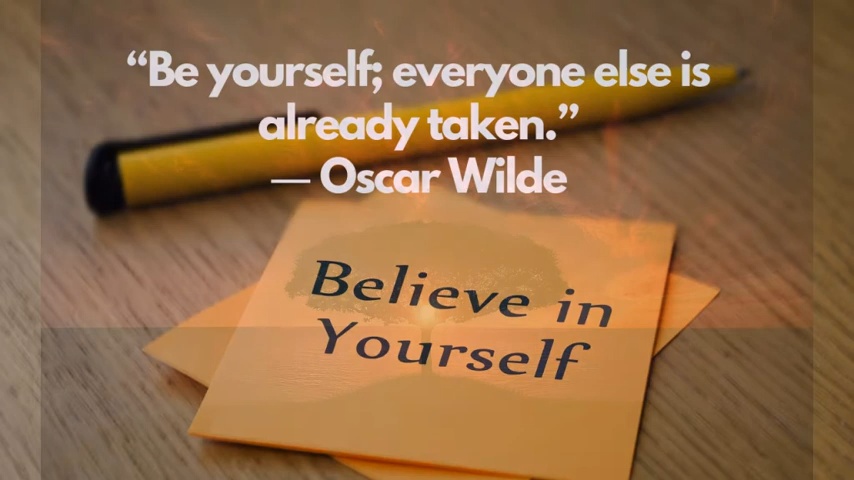 “Be yourself; everyone else is
already taken.”
— Oscar Wilde
Believe in
Yourself